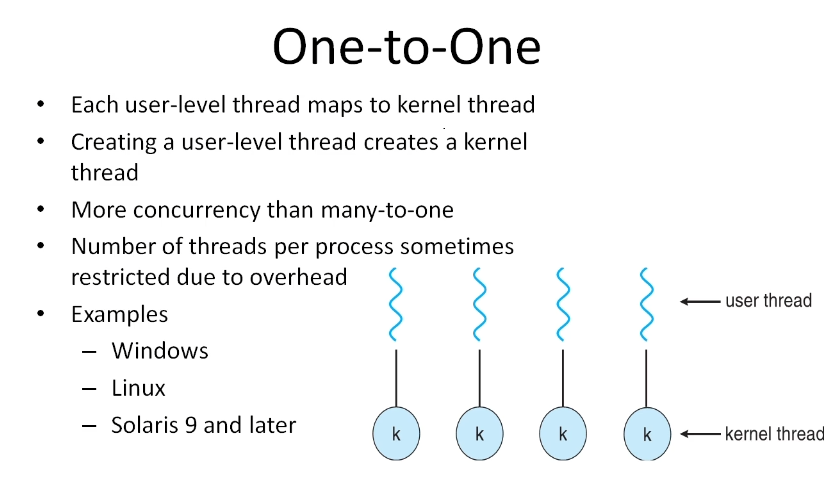 One-to-One
• Each user-level thread maps to kernel thread
• Creating a user-level thread creates a kernel
thread
• More concurrency than many-to-one
• Number of threads per process sometimes
restricted due to overhead
• Examples
– Windows
– Linux
– Solaris 9 and later
user thread
k k k k
kernel thread